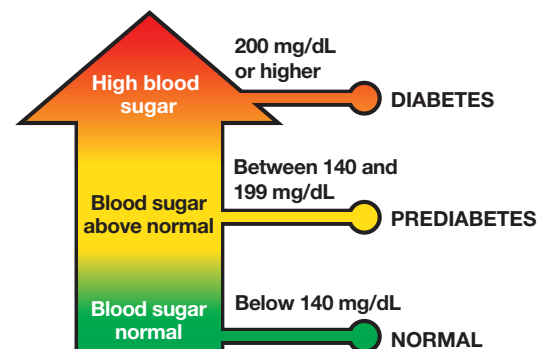 200 mg/dL
or higher
High blood
sugar
DIABETES
Between 140 and
199 mg/dL
Blood sugar
above normal
PREDIABETES
Below 140 mg/dL
Blood sugar
normal
NORMAL